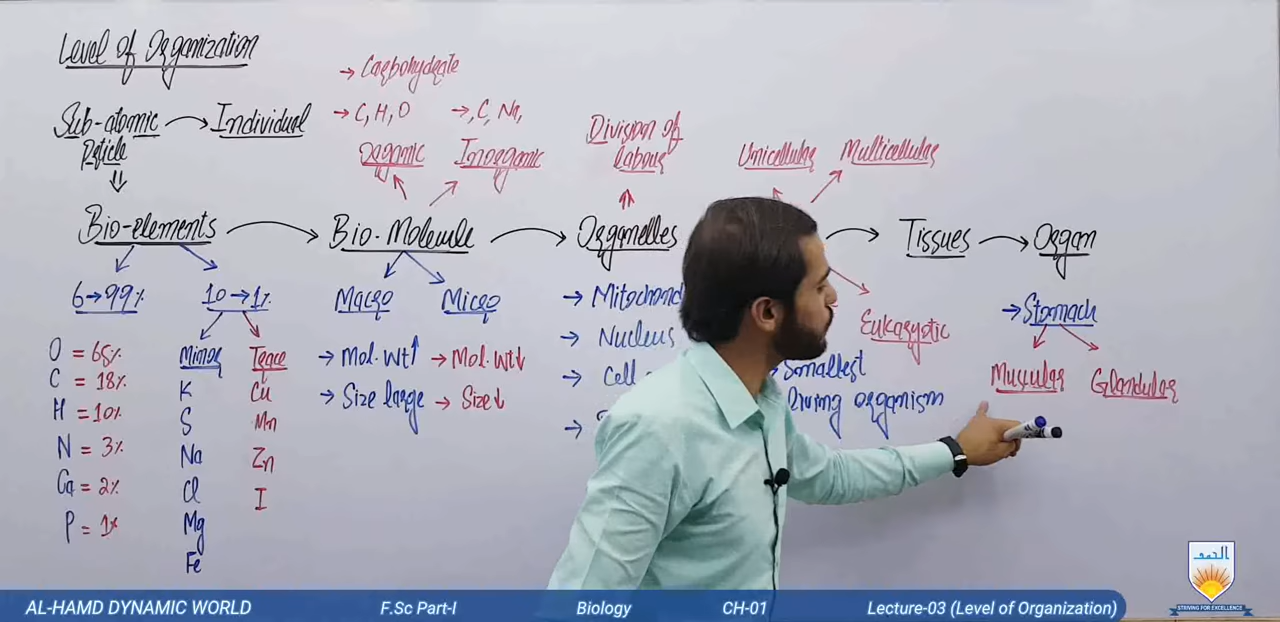 Level of Organization
Sub-atomic → Individual
Particle
⇓
Bio-elements → Bio-Molecule → Organelles → Tissues → Organ
6→99% 10→1%
O = 65%
C = 18%
H = 10%
N = 3%
Ca = 2%
P = 1%
Minor
K
S
Na
Cl
Mg
Fe
Trace
Cu
Mn
Zn
I
→ Carbohydrate
→ C, H, O → , C, Na,
Organic Inorganic
Macro Micro
→ Mol. Wt↑ → Mol. Wt↓
→ Size large → Size↓
Division of
labour
→ Mitochond
→ Nucleus
→ Cell
Unicellular Multicellular
Eukaryotic
→ Smallest
living organism
→ Stomach
Muscular Glandular
الحمد
STRIVING FOR EXCELLENCE
AL-HAMD DYNAMIC WORLD F.Sc Part-I Biology CH-01 Lecture-03 (Level of Organization)